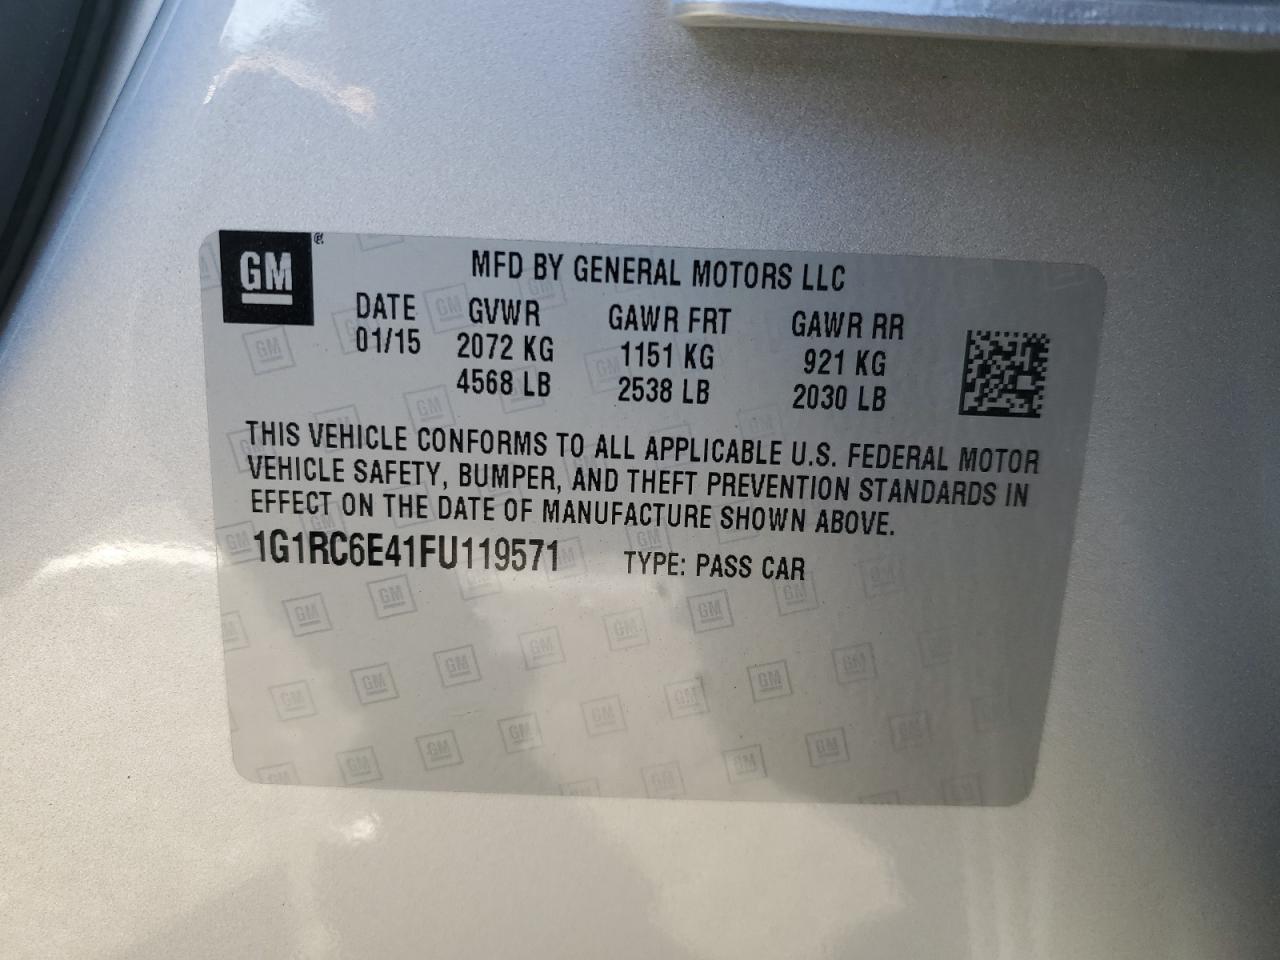 GM
MFD BY GENERAL MOTORS LLC
DATE GVWR GAWR FRT GAWR RR
01/15 2072 KG 1151 KG 921 KG
4568 LB 2538 LB 2030 LB
THIS VEHICLE CONFORMS TO ALL APPLICABLE U.S. FEDERAL MOTOR
VEHICLE SAFETY, BUMPER, AND THEFT PREVENTION STANDARDS IN
EFFECT ON THE DATE OF MANUFACTURE SHOWN ABOVE.
1G1RC6E41FU119571 TYPE: PASS CAR